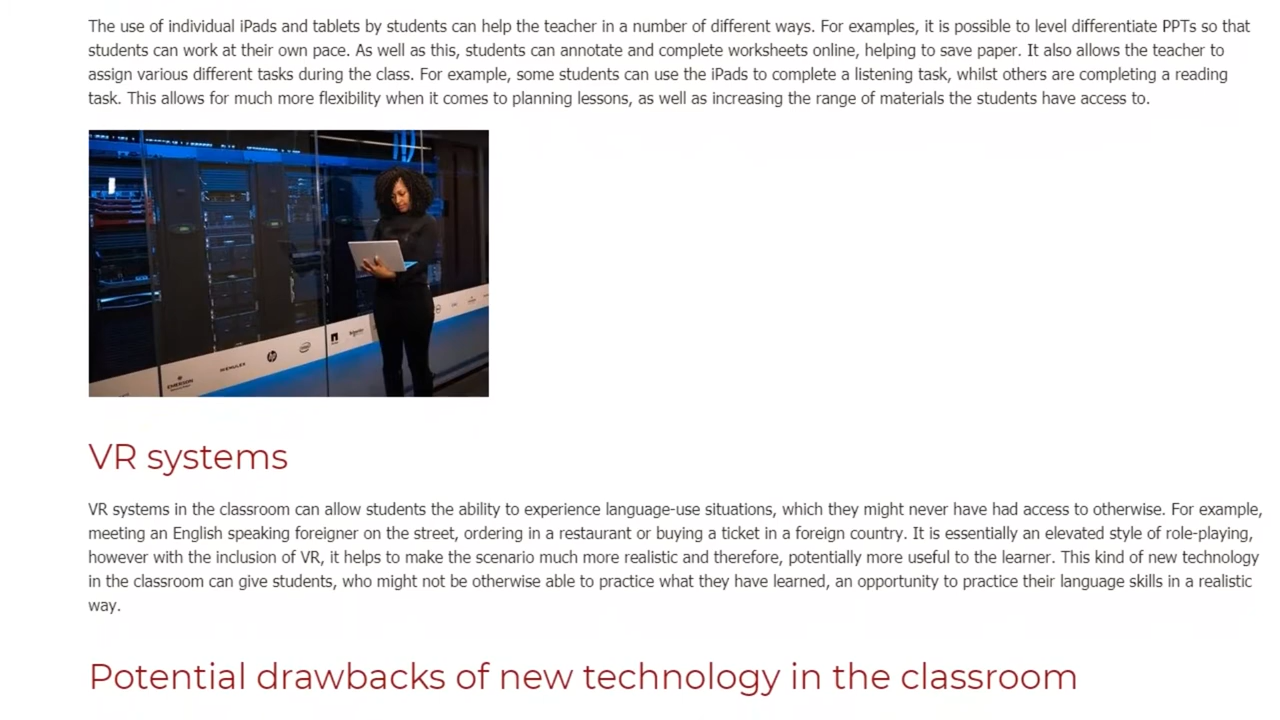 The use of individual iPads and tablets by students can help the teacher in a number of different ways. For examples, it is possible to level differentiate PPTs so that
students can work at their own pace. As well as this, students can annotate and complete worksheets online, helping to save paper. It also allows the teacher to
assign various different tasks during the class. For example, some students can use the iPads to complete a listening task, whilst others are completing a reading
task. This allows for much more flexibility when it comes to planning lessons, as well as increasing the range of materials the students have access to.
EMERSON
hp
intel
VR systems
VR systems in the classroom can allow students the ability to experience language-use situations, which they might never have had access to otherwise. For example,
meeting an English speaking foreigner on the street, ordering in a restaurant or buying a ticket in a foreign country. It is essentially an elevated style of role-playing,
however with the inclusion of VR, it helps to make the scenario much more realistic and therefore, potentially more useful to the learner. This kind of new technology
in the classroom can give students, who might not be otherwise able to practice what they have learned, an opportunity to practice their language skills in a realistic
way.
Potential drawbacks of new technology in the classroom